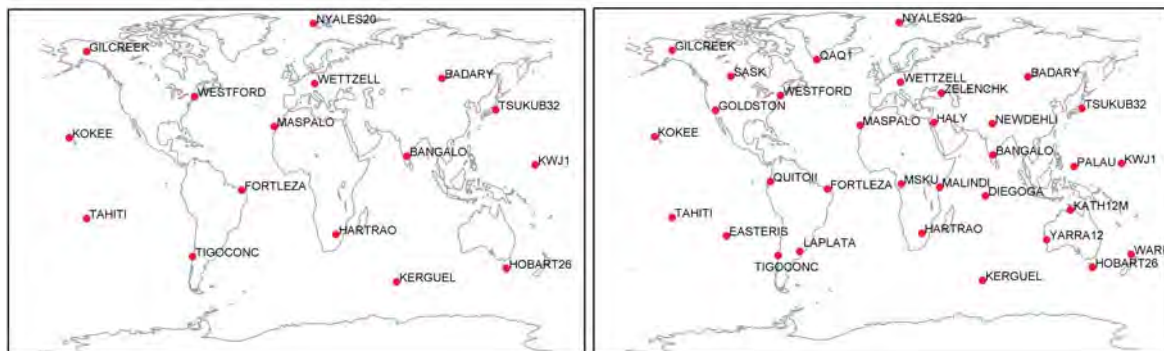 NYALES20
GILCREEK
WETTZELL
BADARY
WESTFORD
TSUKUB32
MASPALO
KOKEE
BANGALO
KWJ1
FORTLEZA
TAHITI
HARTRAO
TIGOCONC
HOBART26
KERGUEL
NYALES20
GILCREEK
QAQ1
SASK
WETTZELL
BADARY
ZELENCHK
WESTFORD
GOLDSTON
TSUKUB32
MASPALO
HALY
NEWDEHLI
KOKEE
BANGALO
PALAU
KWJ1
QUITOII
MSKU
MALINDI
FORTLEZA
DIEGOGA
KATH12M
TAHITI
EASTERIS
HARTRAO
YARRA12
LAPLATA
WARK
TIGOCONC
HOBART26
KERGUEL